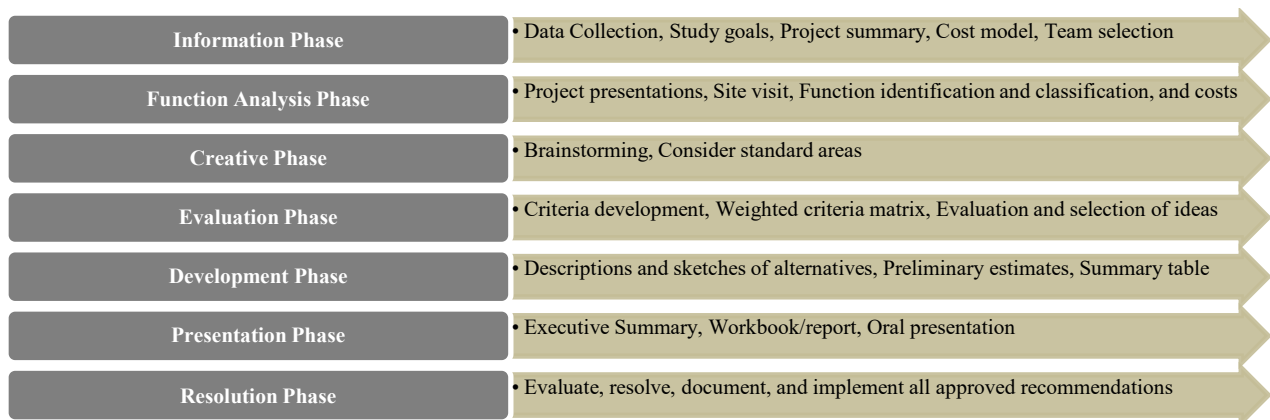 Information Phase
• Data Collection, Study goals, Project summary, Cost model, Team selection
Function Analysis Phase
• Project presentations, Site visit, Function identification and classification, and costs
Creative Phase
• Brainstorming, Consider standard areas
Evaluation Phase
• Criteria development, Weighted criteria matrix, Evaluation and selection of ideas
Development Phase
• Descriptions and sketches of alternatives, Preliminary estimates, Summary table
Presentation Phase
• Executive Summary, Workbook/report, Oral presentation
Resolution Phase
• Evaluate, resolve, document, and implement all approved recommendations